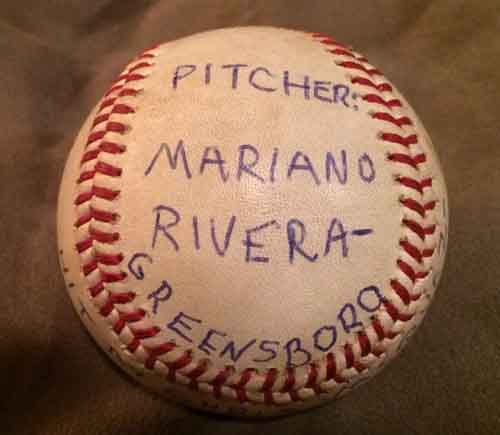 PITCHER:
MARIANO
RIVERA-
GREENSBORO